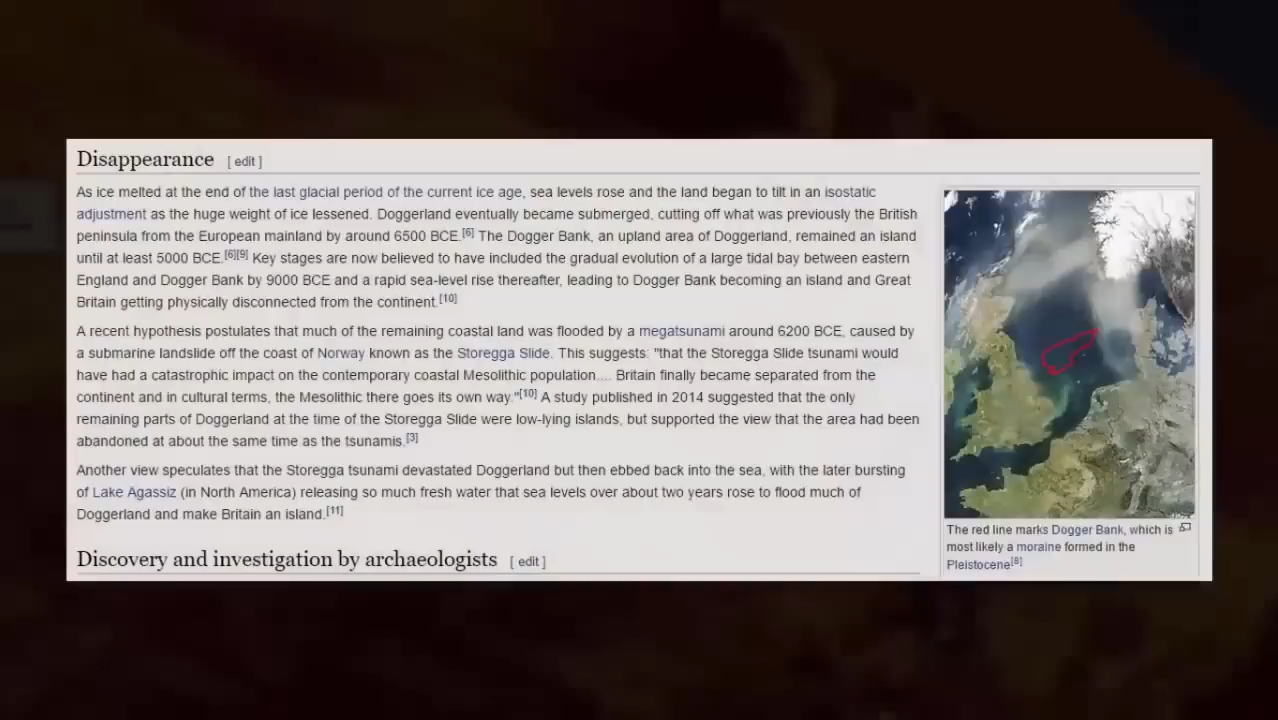 Disappearance [ edit ]
As ice melted at the end of the last glacial period of the current ice age, sea levels rose and the land began to tilt in an isostatic
adjustment as the huge weight of ice lessened. Doggerland eventually became submerged, cutting off what was previously the British
peninsula from the European mainland by around 6500 BCE.[6] The Dogger Bank, an upland area of Doggerland, remained an island
until at least 5000 BCE.[6][9] Key stages are now believed to have included the gradual evolution of a large tidal bay between eastern
England and Dogger Bank by 9000 BCE and a rapid sea-level rise thereafter, leading to Dogger Bank becoming an island and Great
Britain getting physically disconnected from the continent.[10]
A recent hypothesis postulates that much of the remaining coastal land was flooded by a megatsunami around 6200 BCE, caused by
a submarine landslide off the coast of Norway known as the Storegga Slide. This suggests: "that the Storegga Slide tsunami would
have had a catastrophic impact on the contemporary coastal Mesolithic population.... Britain finally became separated from the
continent and in cultural terms, the Mesolithic there goes its own way."[10] A study published in 2014 suggested that the only
remaining parts of Doggerland at the time of the Storegga Slide were low-lying islands, but supported the view that the area had been
abandoned at about the same time as the tsunamis.[3]
Another view speculates that the Storegga tsunami devastated Doggerland but then ebbed back into the sea, with the later bursting
of Lake Agassiz (in North America) releasing so much fresh water that sea levels over about two years rose to flood much of
Doggerland and make Britain an island.[11]
The red line marks Dogger Bank, which is
most likely a moraine formed in the
Pleistocene[8]
Discovery and investigation by archaeologists [ edit ]